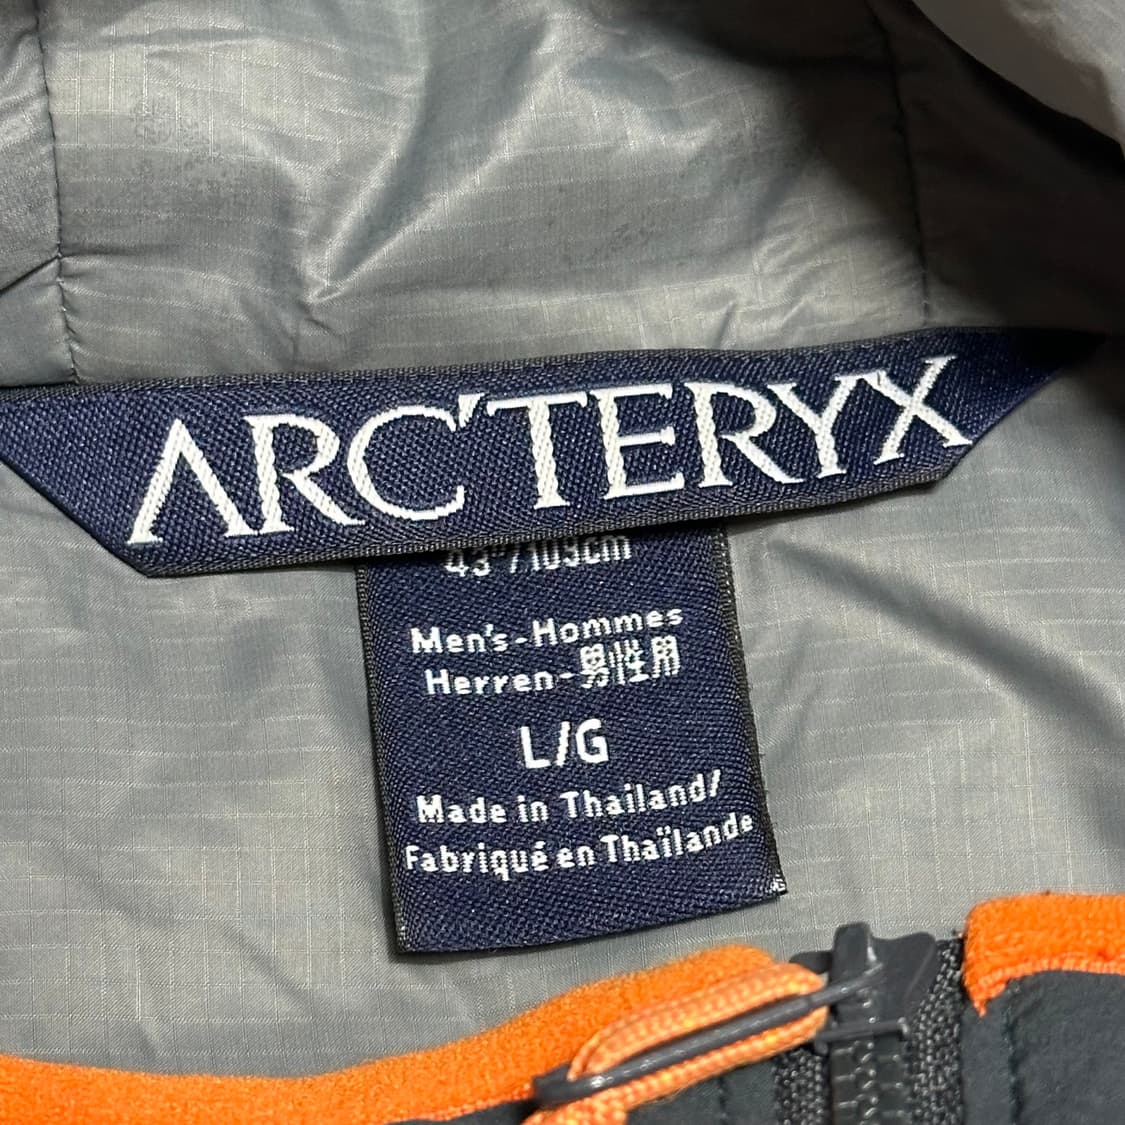 ARC'TERYX
43"/109cm
Men's-Hommes
Herren-男性用
L/G
Made in Thailand/
Fabriqué en Thaïlande